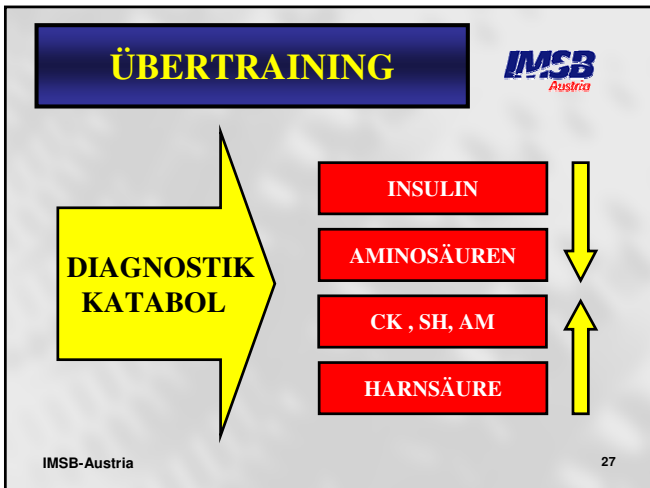 ÜBERTRAINING
IMSB
Austria
DIAGNOSTIK
KATABOL
INSULIN
AMINOSÄUREN
CK , SH, AM
HARNSÄURE
IMSB-Austria
27